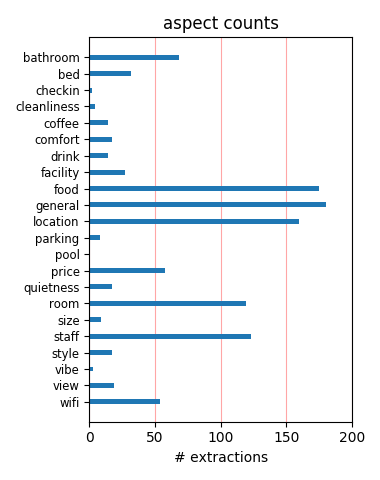 aspect counts
bathroom
bed
checkin
cleanliness
coffee
comfort
drink
facility
food
general
location
parking
pool
price
quietness
room
size
staff
style
vibe
view
wifi
0 50 100 150 200
# extractions